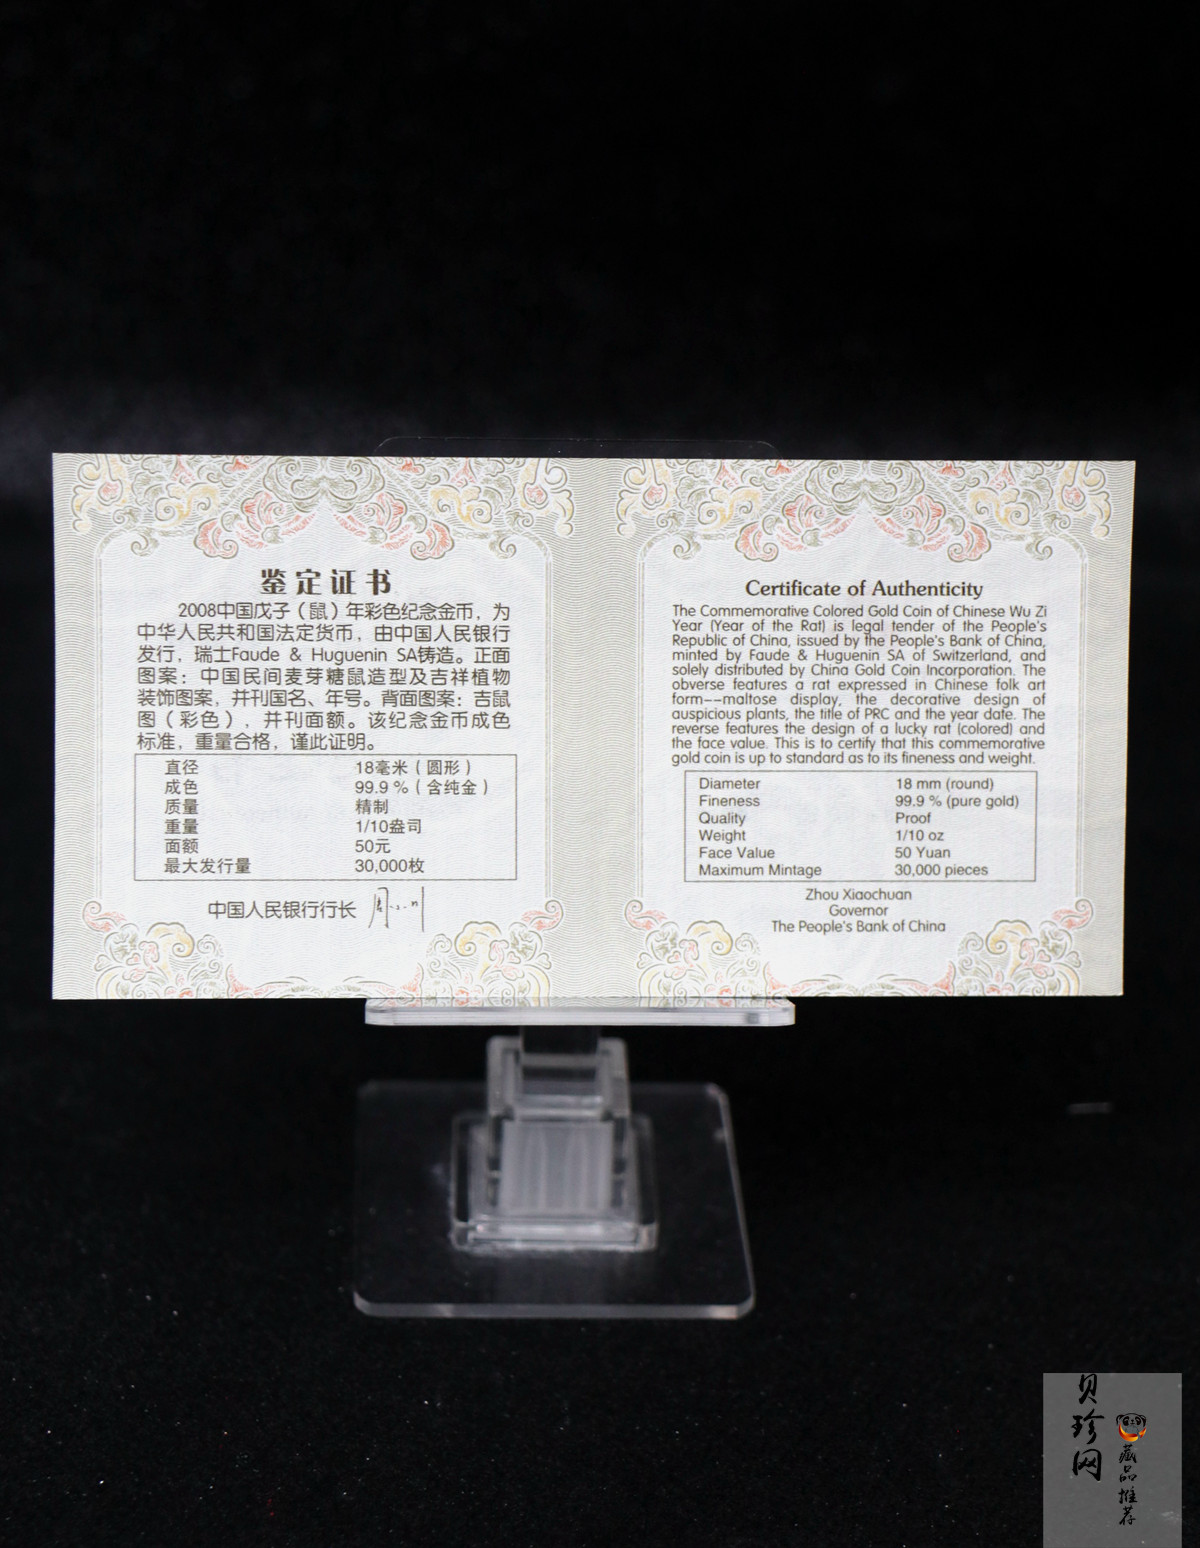 鉴定证书
2008中国戊子（鼠）年彩色纪念金币，为
中华人民共和国法定货币，由中国人民银行
发行，瑞士Faude & Huguenin SA铸造。正面
图案：中国民间麦芽糖鼠造型及吉祥植物
装饰图案，并刊国名、年号。背面图案：吉鼠
图（彩色），并刊面额。该纪念金币成色
标准，重量合格，谨此证明。
直径 18毫米（圆形）
成色 99.9 %（含纯金）
质量 精制
重量 1/10盎司
面额 50元
最大发行量 30,000枚
中国人民银行行长
Certificate of Authenticity
The Commemorative Colored Gold Coin of Chinese Wu Zi
Year (Year of the Rat) is legal tender of the People's
Republic of China, issued by the People's Bank of China,
minted by Faude & Huguenin SA of Switzerland, and
solely distributed by China Gold Coin Incorporation. The
obverse features a rat expressed in Chinese folk art
form--maltose display, the decorative design of
auspicious plants, the title of PRC and the year date. The
reverse features the design of a lucky rat (colored) and
the face value. This is to certify that this commemorative
gold coin is up to standard as to its fineness and weight.
Diameter 18 mm (round)
Fineness 99.9 % (pure gold)
Quality Proof
Weight 1/10 oz
Face Value 50 Yuan
Maximum Mintage 30,000 pieces
Zhou Xiaochuan
Governor
The People's Bank of China
贝珍网
藏品推荐